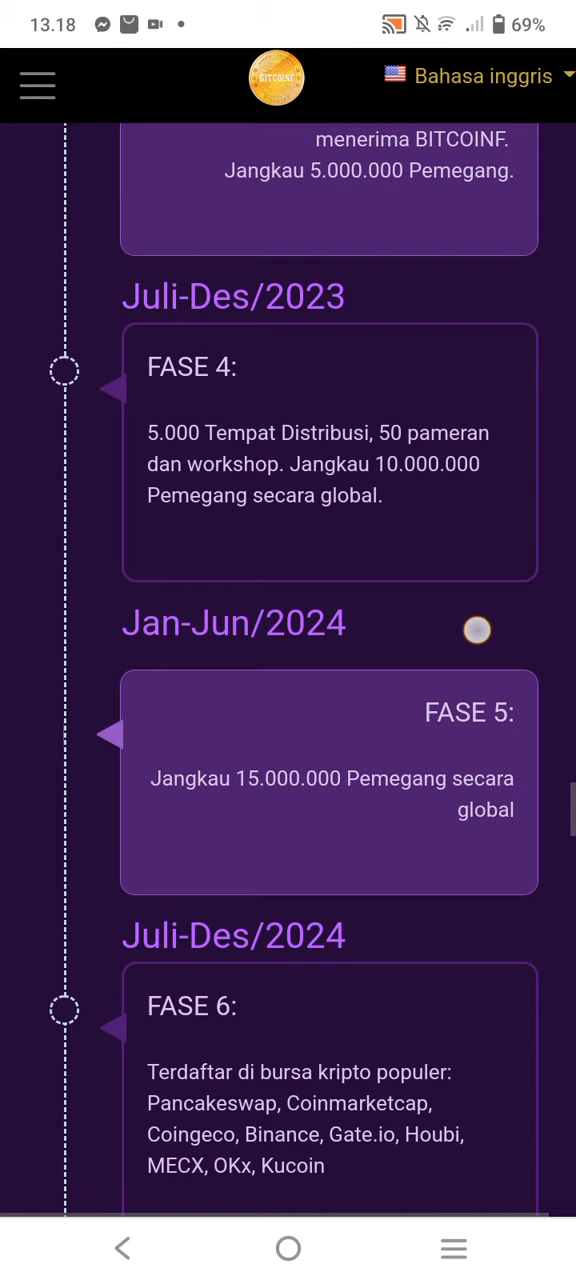 13.18
69%
BITCOINF
Bahasa inggris
menerima BITCOINF.
Jangkau 5.000.000 Pemegang.
Juli-Des/2023
FASE 4:
5.000 Tempat Distribusi, 50 pameran
dan workshop. Jangkau 10.000.000
Pemegang secara global.
Jan-Jun/2024
FASE 5:
Jangkau 15.000.000 Pemegang secara
global
Juli-Des/2024
FASE 6:
Terdaftar di bursa kripto populer:
Pancakeswap, Coinmarketcap,
Coingeco, Binance, Gate.io, Houbi,
MECX, OKx, Kucoin